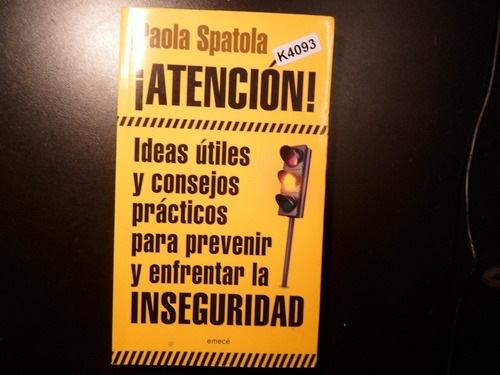 Paola Spatola
K4093
¡ATENCIÓN!
Ideas útiles
y consejos
prácticos
para prevenir
y enfrentar la
INSEGURIDAD
emecé